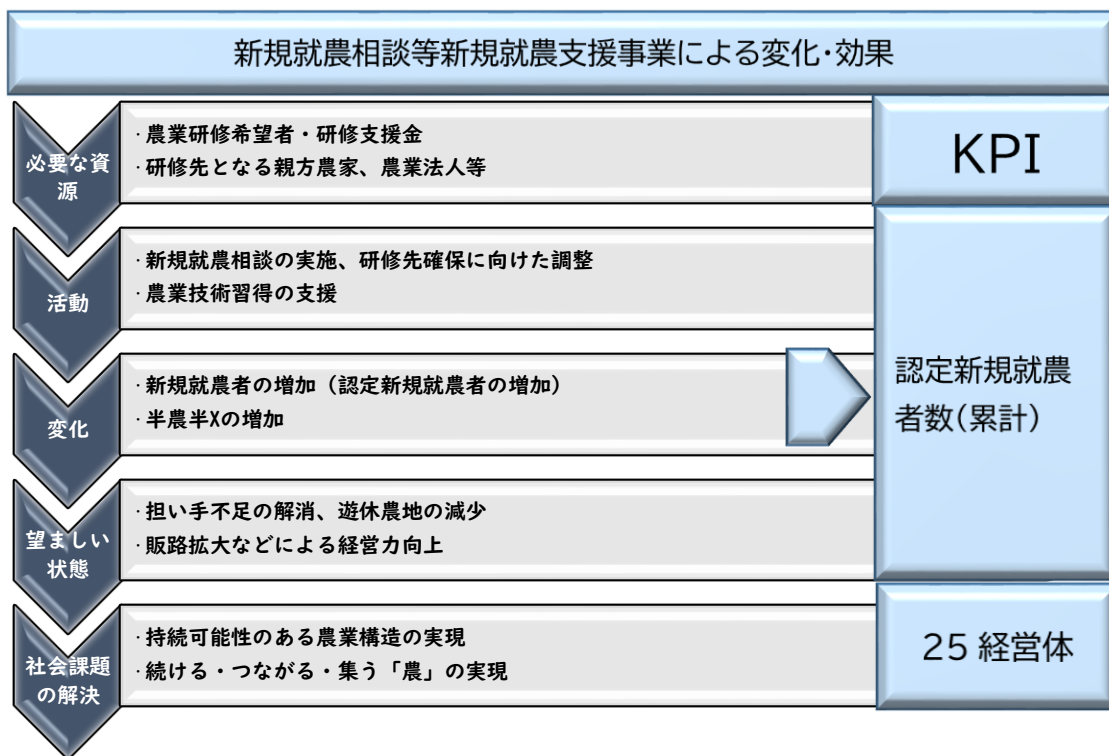 新規就農相談等新規就農支援事業による変化・効果
必要な資
源
・農業研修希望者・研修支援金
・研修先となる親方農家、農業法人等
KPI
活動
・新規就農相談の実施、研修先確保に向けた調整
・農業技術習得の支援
変化
・新規就農者の増加（認定新規就農者の増加）
・半農半Xの増加
認定新規就農
者数（累計）
望ましい
状態
・担い手不足の解消、遊休農地の減少
・販路拡大などによる経営力向上
社会課題
の解決
・持続可能性のある農業構造の実現
・続ける・つながる・集う「農」の実現
25 経営体